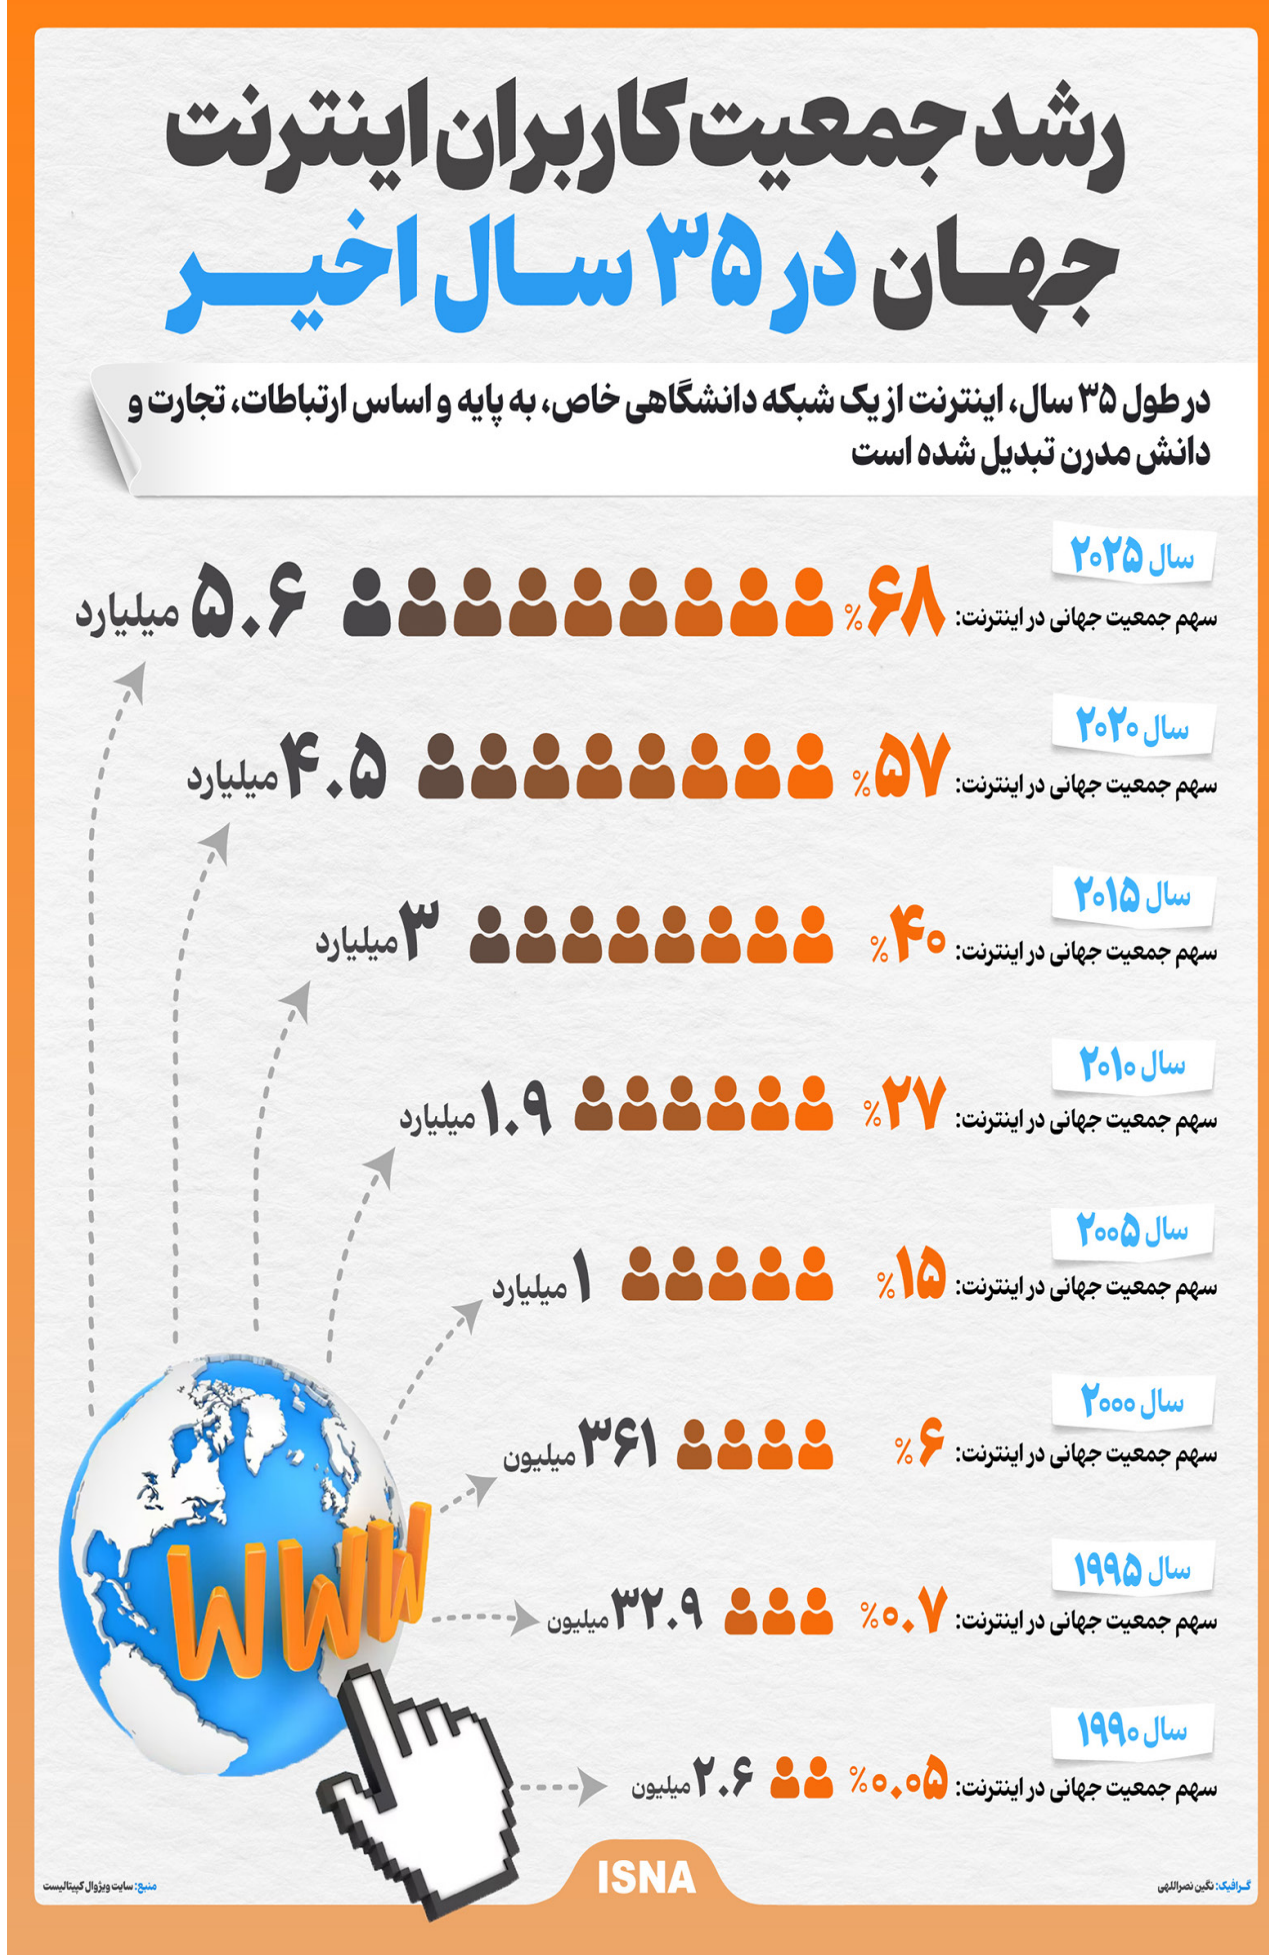 رشد جمعیت کاربران اینترنت
جهان در ۳۵ سال اخیر
در طول ۳۵ سال، اینترنت از یک شبکه دانشگاهی خاص، به پایه و اساس ارتباطات، تجارت و
دانش مدرن تبدیل شده است
سال ۲۰۲۵
سهم جمعیت جهانی در اینترنت: ۶۸% ۵.۶ میلیارد
سال ۲۰۲۰
سهم جمعیت جهانی در اینترنت: ۵۷% ۴.۵ میلیارد
سال ۲۰۱۵
سهم جمعیت جهانی در اینترنت: ۴۰% ۳ میلیارد
سال ۲۰۱۰
سهم جمعیت جهانی در اینترنت: ۲۷% ۱.۹ میلیارد
سال ۲۰۰۵
سهم جمعیت جهانی در اینترنت: ۱۵% ۱ میلیارد
سال ۲۰۰۰
سهم جمعیت جهانی در اینترنت: ۶% ۳۶۱ میلیون
سال ۱۹۹۵
سهم جمعیت جهانی در اینترنت: ۰.۷% ۳۲.۹ میلیون
WWW
سال ۱۹۹۰
سهم جمعیت جهانی در اینترنت: ۰.۰۵% ۲.۶ میلیون
ISNA
گرافیک: نگین نصراللهی
منبع: سایت ویژوال کپیتالیست